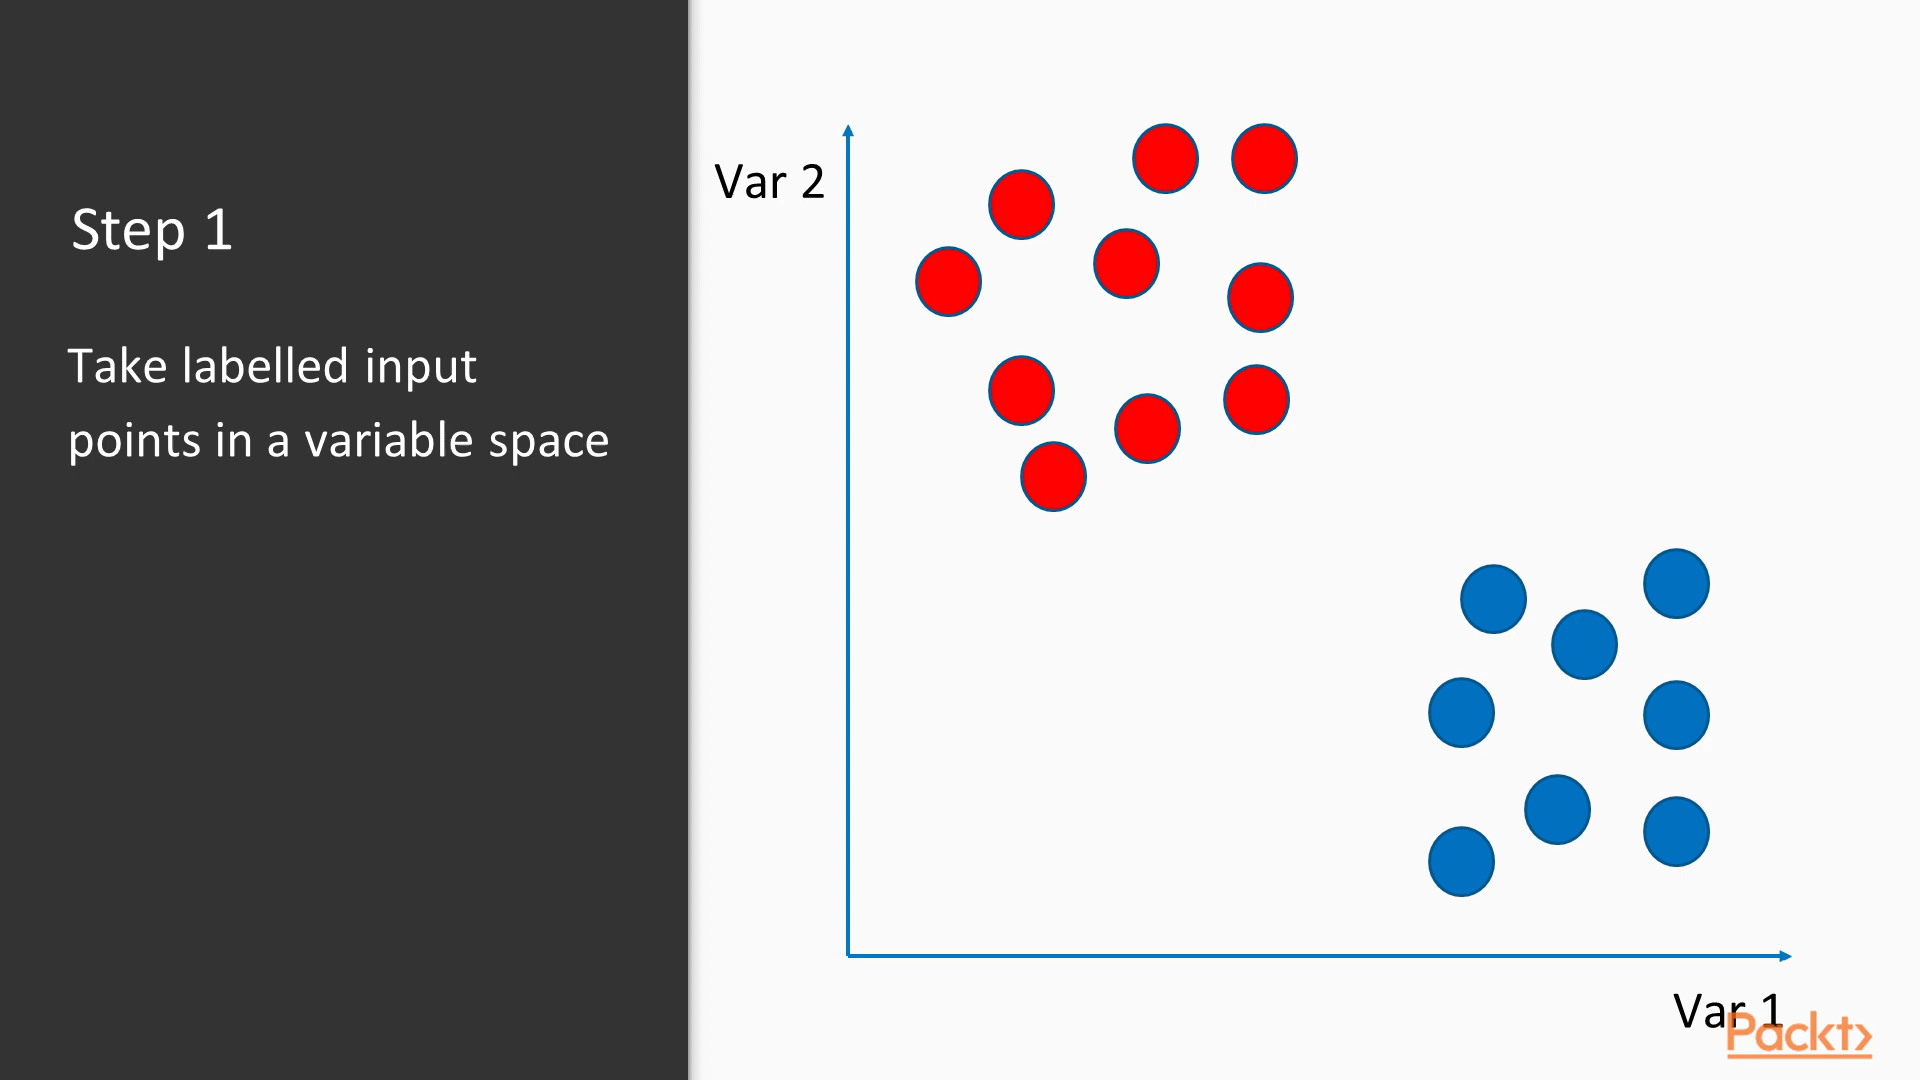 Step 1
Take labelled input
points in a variable space
Var 2
Var 1
Packt>